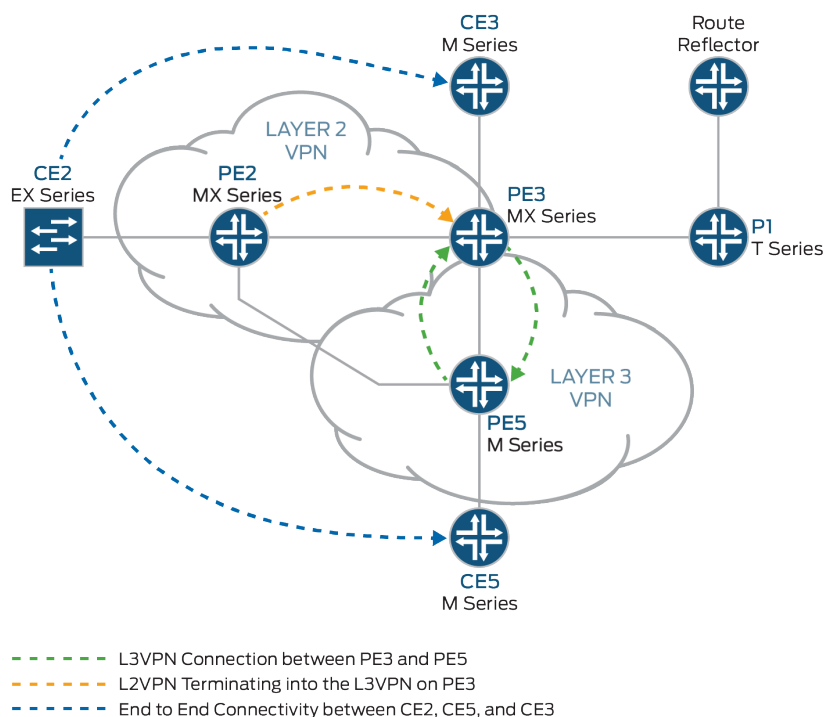 CE3
M Series
Route
Reflector
LAYER 2
VPN
CE2
EX Series
PE2
MX Series
PE3
MX Series
P1
T Series
LAYER 3
VPN
PE5
M Series
CE5
M Series
L3VPN Connection between PE3 and PE5
L2VPN Terminating into the L3VPN on PE3
End to End Connectivity between CE2, CE5, and CE3